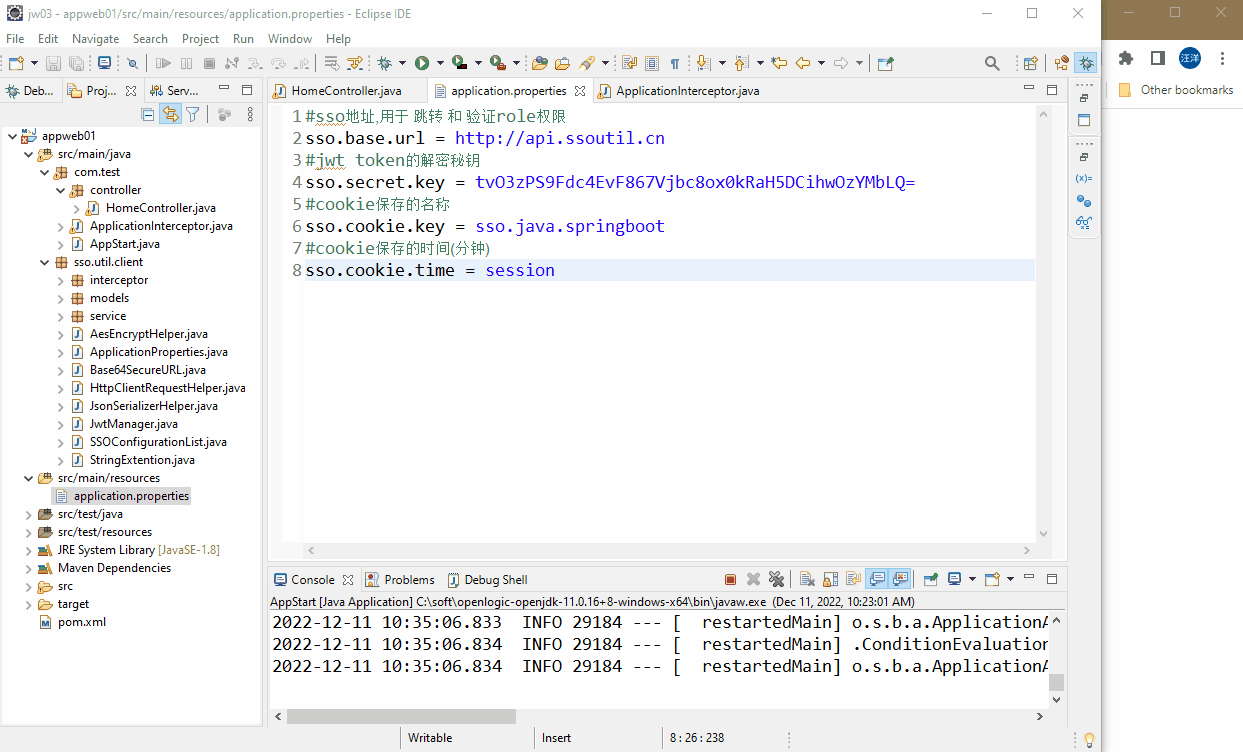 jw03 - appweb01/src/main/resources/application.properties - Eclipse IDE
File Edit Navigate Search Project Run Window Help
汪洋
Deb... Proj... Serv...
HomeController.java application.properties ApplicationInterceptor.java
Other bookmarks
appweb01
src/main/java
com.test
controller
HomeController.java
ApplicationInterceptor.java
AppStart.java
sso.util.client
interceptor
models
service
AesEncryptHelper.java
ApplicationProperties.java
Base64SecureURL.java
HttpClientRequestHelper.java
JsonSerializerHelper.java
JwtManager.java
SSOConfigurationList.java
StringExtention.java
src/main/resources
application.properties
src/test/java
src/test/resources
JRE System Library [JavaSE-1.8]
Maven Dependencies
src
target
pom.xml
1 #sso地址,用于 跳转 和 验证role权限
2 sso.base.url = http://api.ssoutil.cn
3 #jwt token的解密秘钥
4 sso.secret.key = tvO3zPS9Fdc4EvF867Vjbc8ox0kRaH5DCihwOzYMbLQ=
5 #cookie保存的名称
6 sso.cookie.key = sso.java.springboot
7 #cookie保存的时间(分钟)
8 sso.cookie.time = session
(x)=
Console Problems Debug Shell
AppStart [Java Application] C:\soft\openlogic-openjdk-11.0.16+8-windows-x64\bin\javaw.exe (Dec 11, 2022, 10:23:01 AM)
2022-12-11 10:35:06.833 INFO 29184 --- [ restartedMain] o.s.b.a.ApplicationA
2022-12-11 10:35:06.834 INFO 29184 --- [ restartedMain] .ConditionEvaluation
2022-12-11 10:35:06.834 INFO 29184 --- [ restartedMain] o.s.b.a.ApplicationA
Writable Insert 8 : 26 : 238